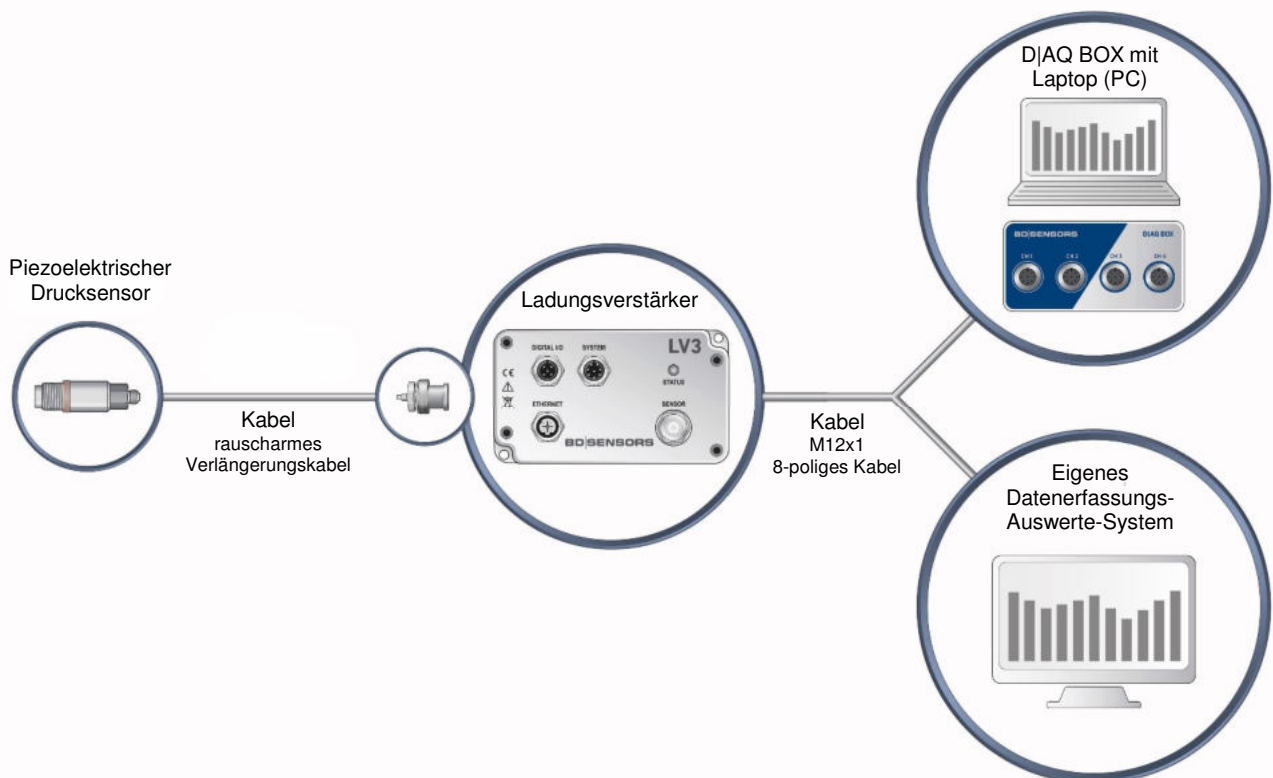 Piezoelektrischer
Drucksensor
Kabel
rauscharmes
Verlängerungskabel
Ladungsverstärker
DIGITAL I/O SYSTEM LV3
STATUS
ETHERNET SENSOR
BD|SENSORS
Kabel
M12x1
8-poliges Kabel
D|AQ BOX mit
Laptop (PC)
BD|SENSORS D|AQ BOX
CH 1 CH 2 CH 3 CH 4
Eigenes
Datenerfassungs-
Auswerte-System